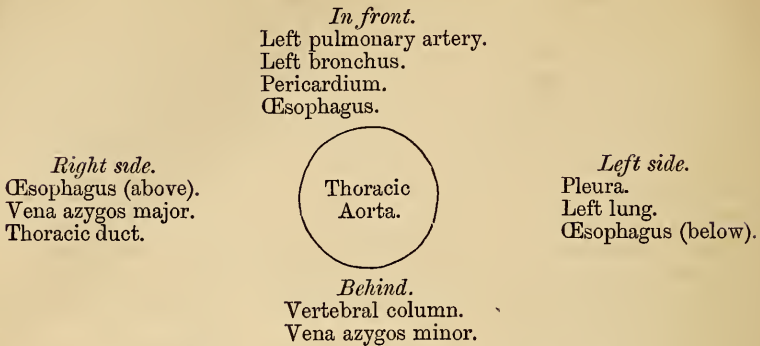 In front.
Left pulmonary artery.
Left bronchus.
Pericardium.
Œsophagus.
Right side.
Œsophagus (above).
Vena azygos major.
Thoracic duct.
Thoracic
Aorta.
Left side.
Pleura.
Left lung.
Œsophagus (below).
Behind.
Vertebral column.
Vena azygos minor.